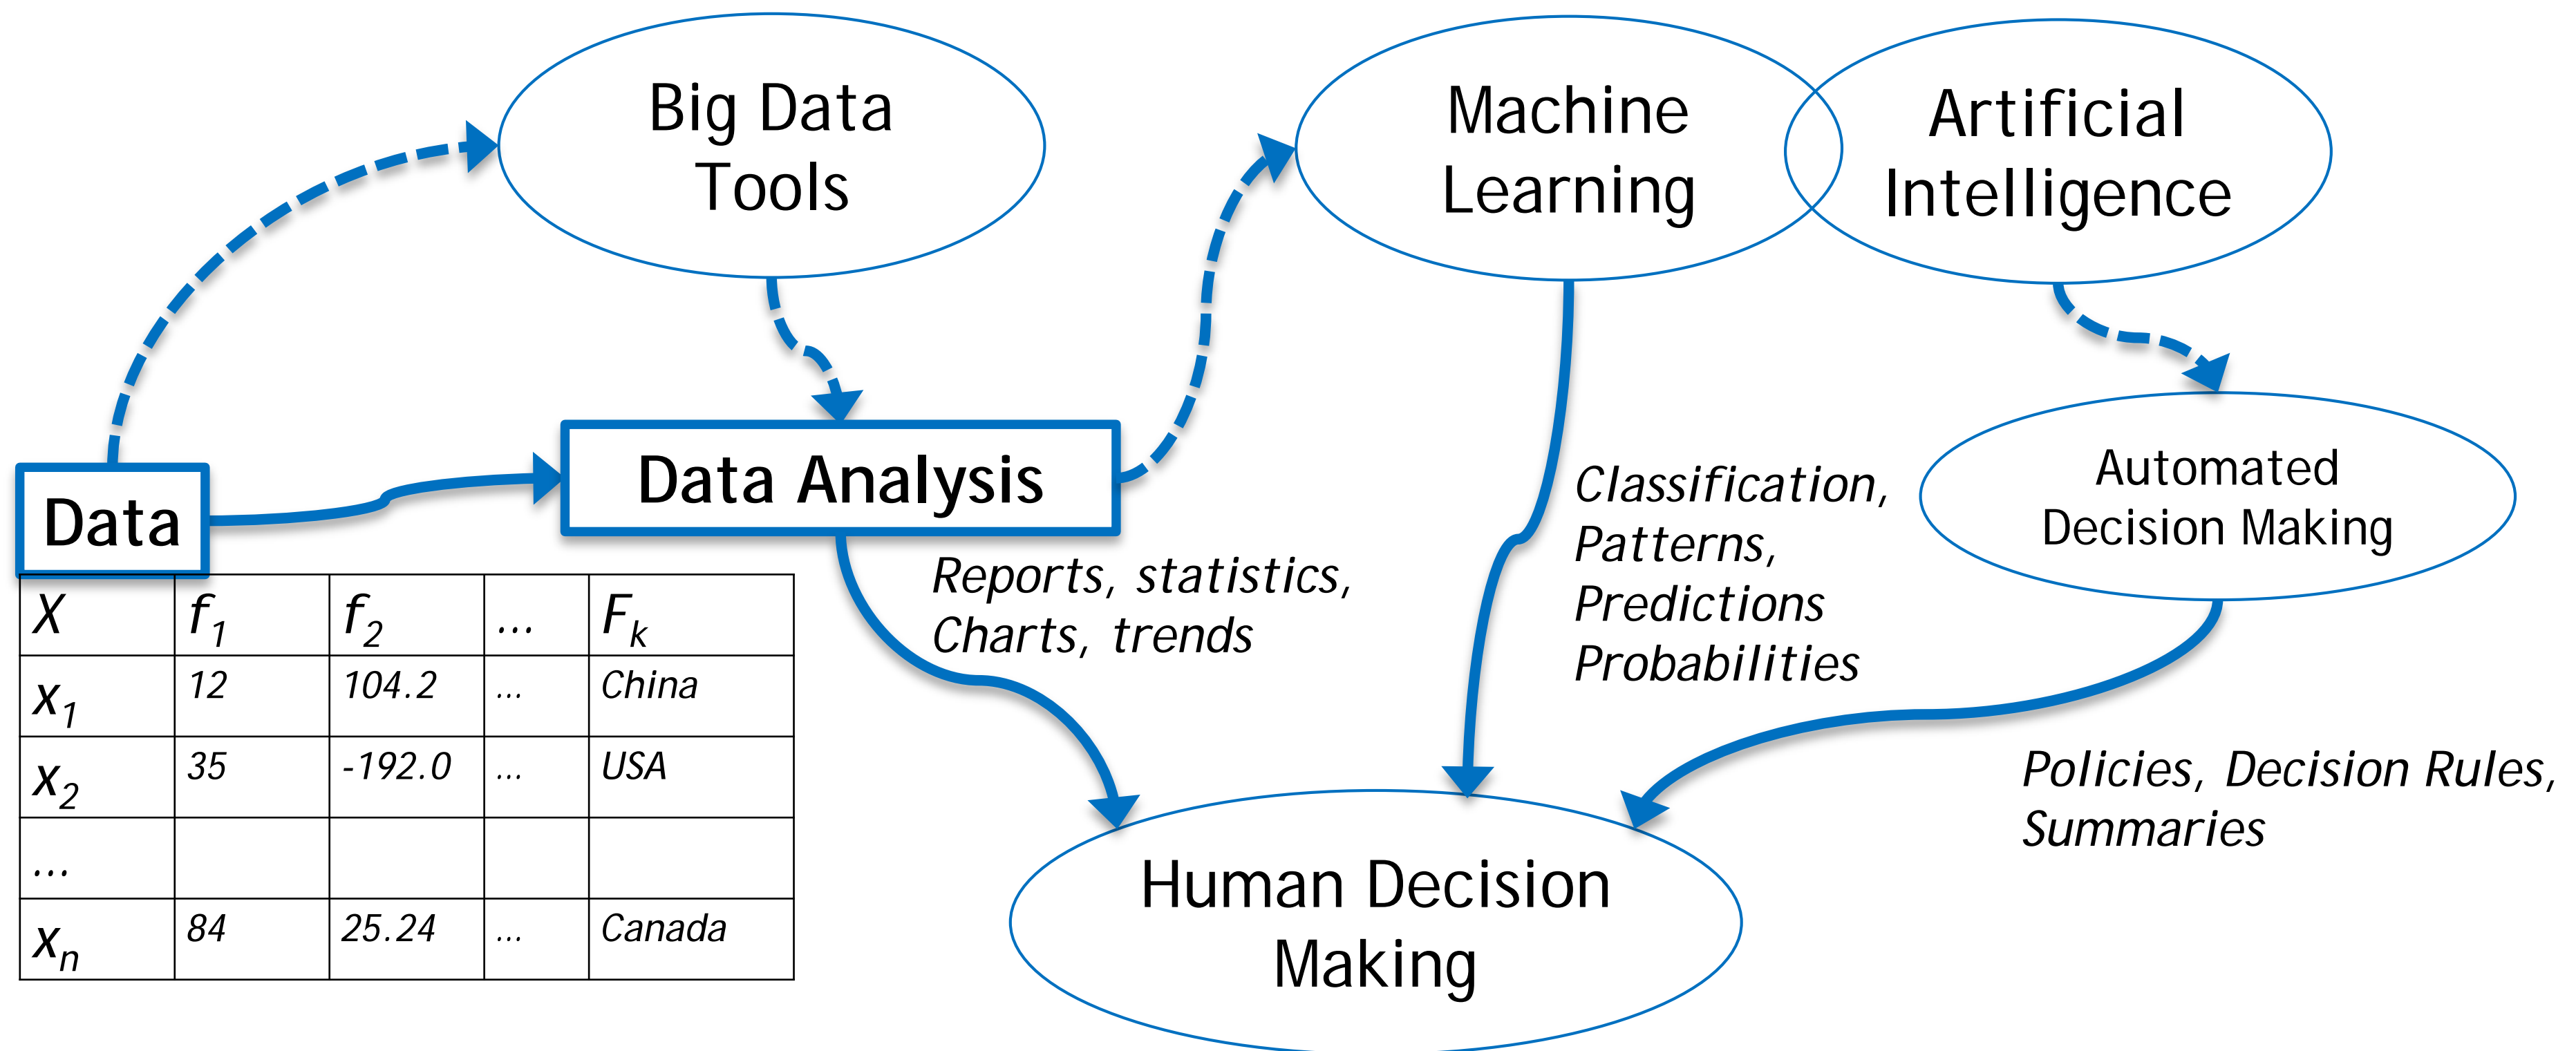 Big Data
Tools
Machine
Learning
Artificial
Intelligence
Data
Data Analysis
Automated
Decision Making
Reports, statistics,
Charts, trends
Classification,
Patterns,
Predictions
Probabilities
X f1 f2 ... Fk
x1 12 104.2 ... China
x2 35 -192.0 ... USA
...
xn 84 25.24 ... Canada
Policies, Decision Rules,
Summaries
Human Decision
Making